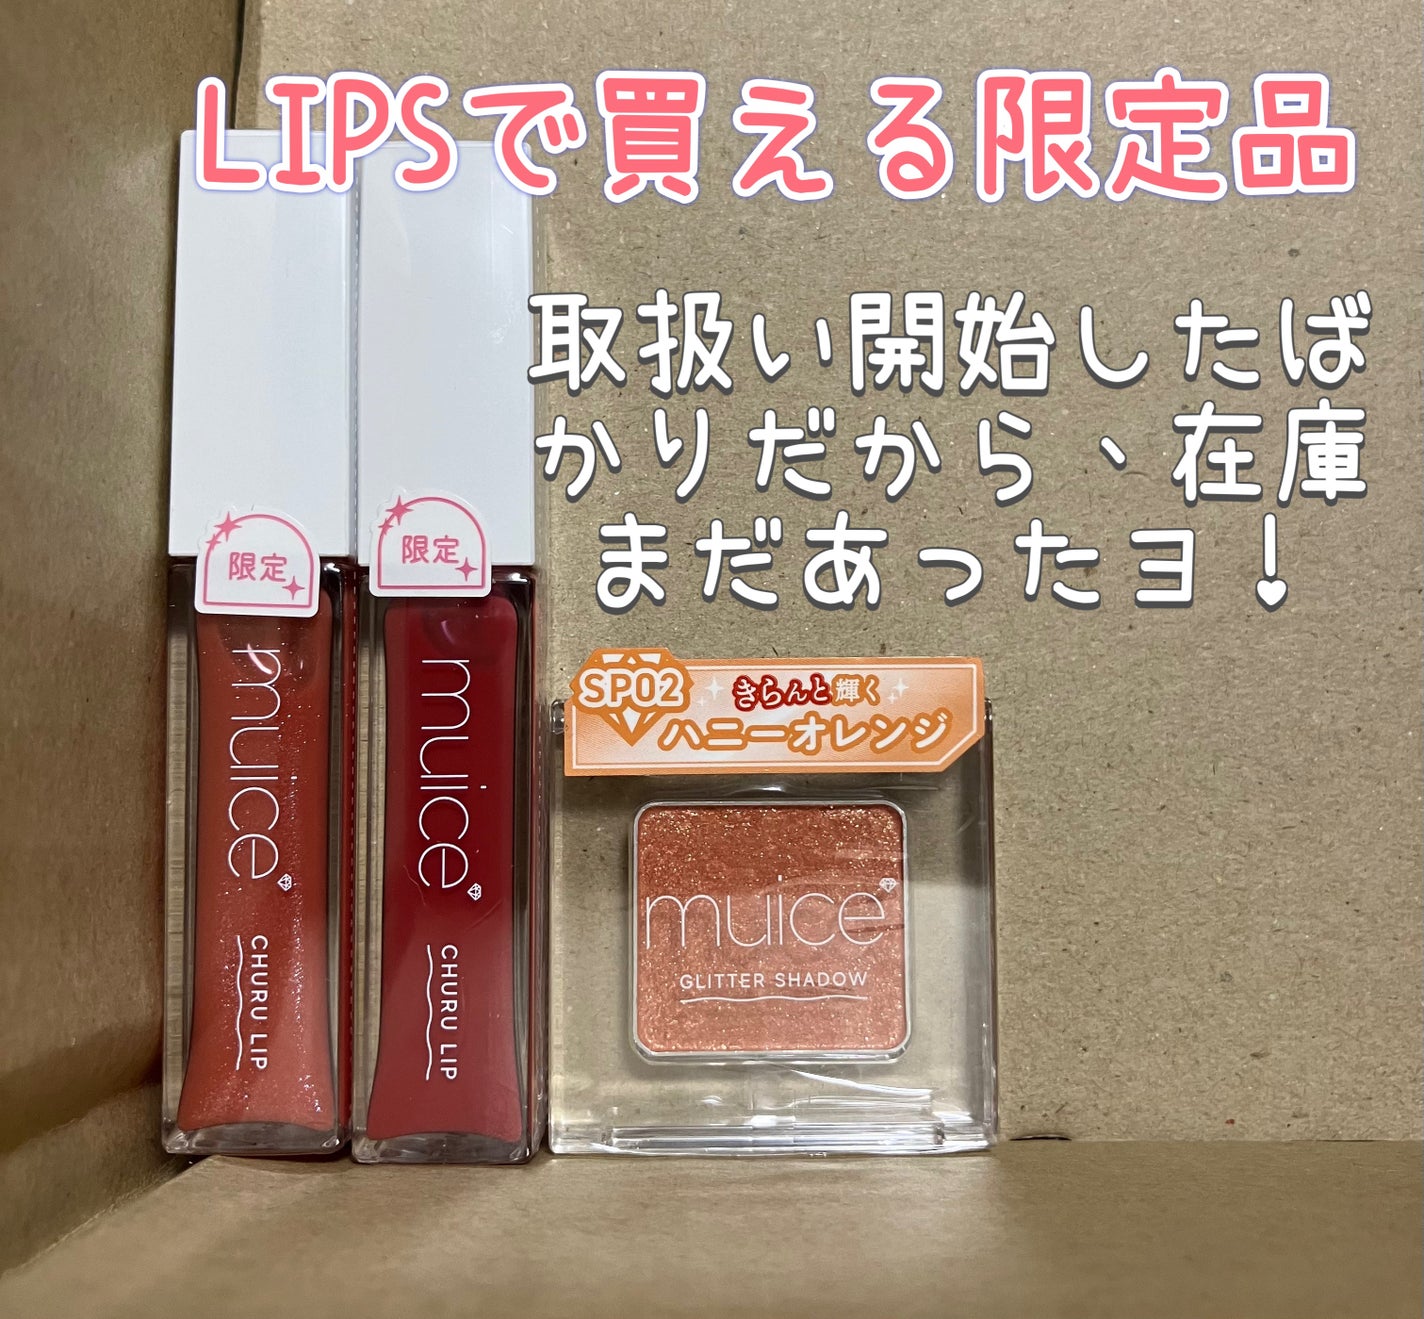 LIPSで買える限定品
取扱い開始したば
かりだから、在庫
まだあったヨ！
限定
限定
muice
CHURU LIP
muice
CHURU LIP
SP02
きらんと輝く
ハニーオレンジ
muice
GLITTER SHADOW